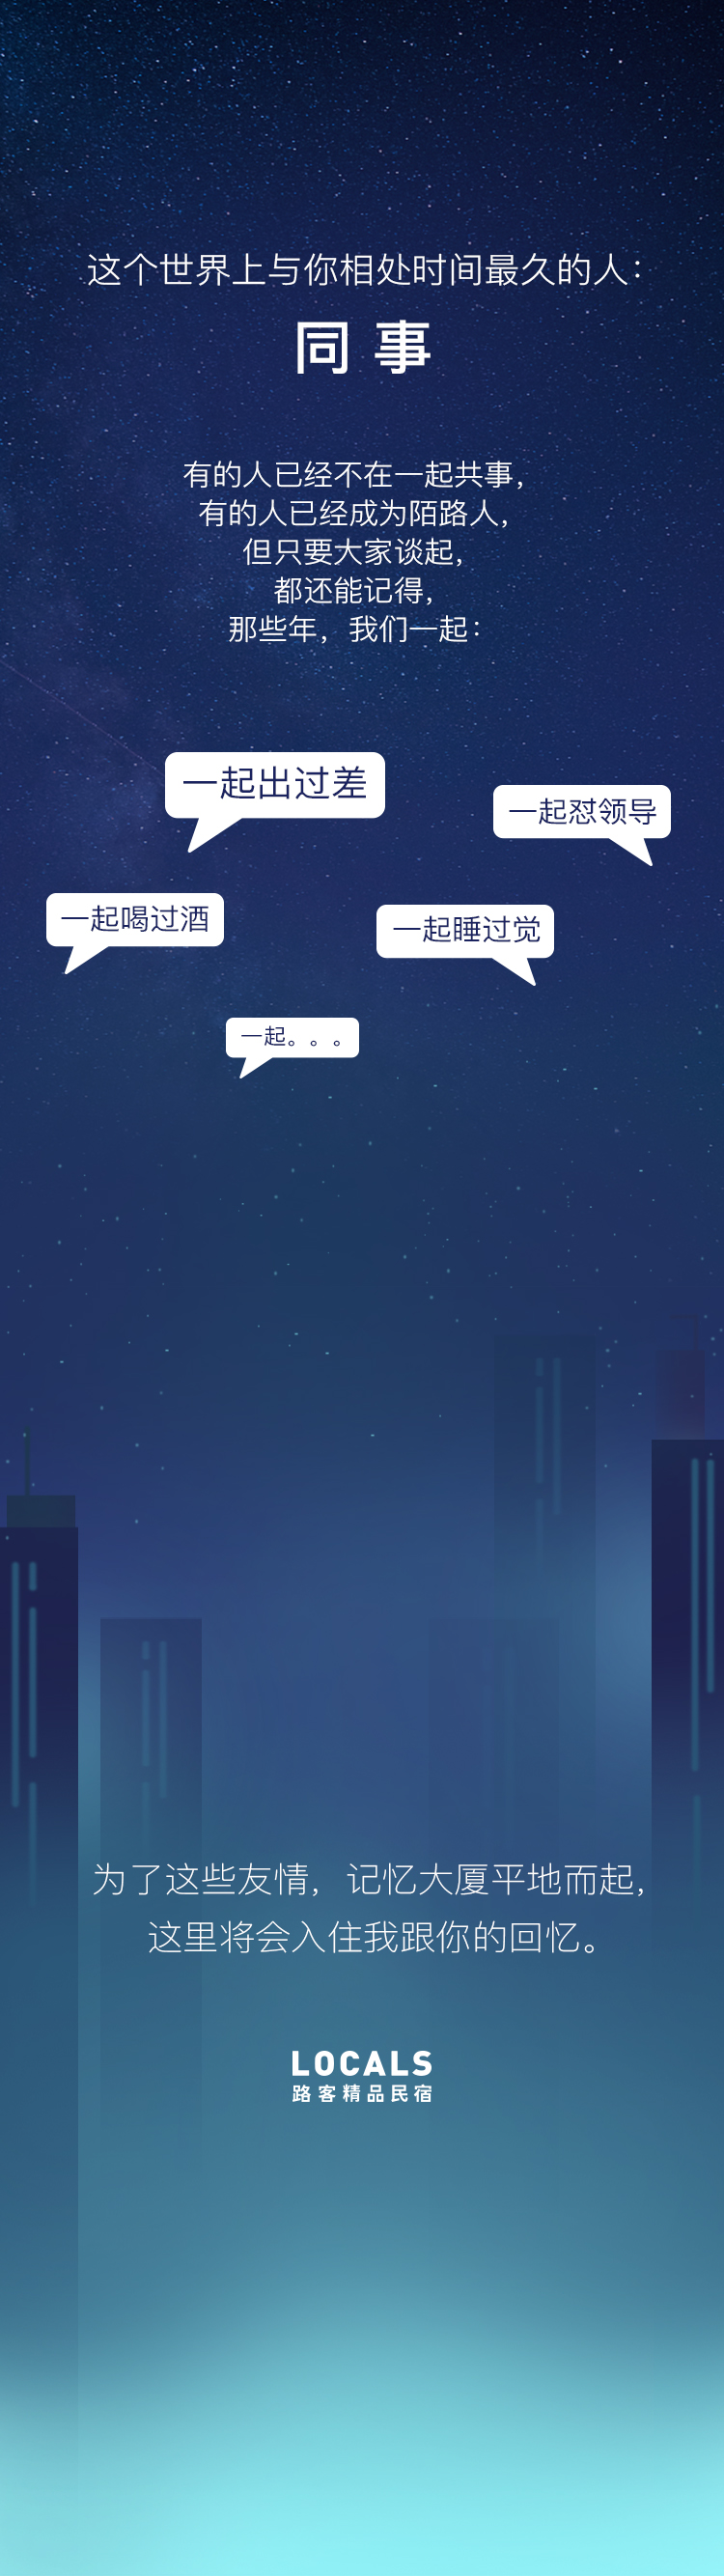 这个世界上与你相处时间最久的人：
同事
有的人已经不在一起共事，
有的人已经成为陌路人，
但只要大家谈起，
都还能记得，
那些年，我们一起：
一起出过差
一起怼领导
一起喝过酒
一起睡过觉
一起。。。
为了这些友情，记忆大厦平地而起，
这里将会入住我跟你的回忆。
LOCALS
路客精品民宿